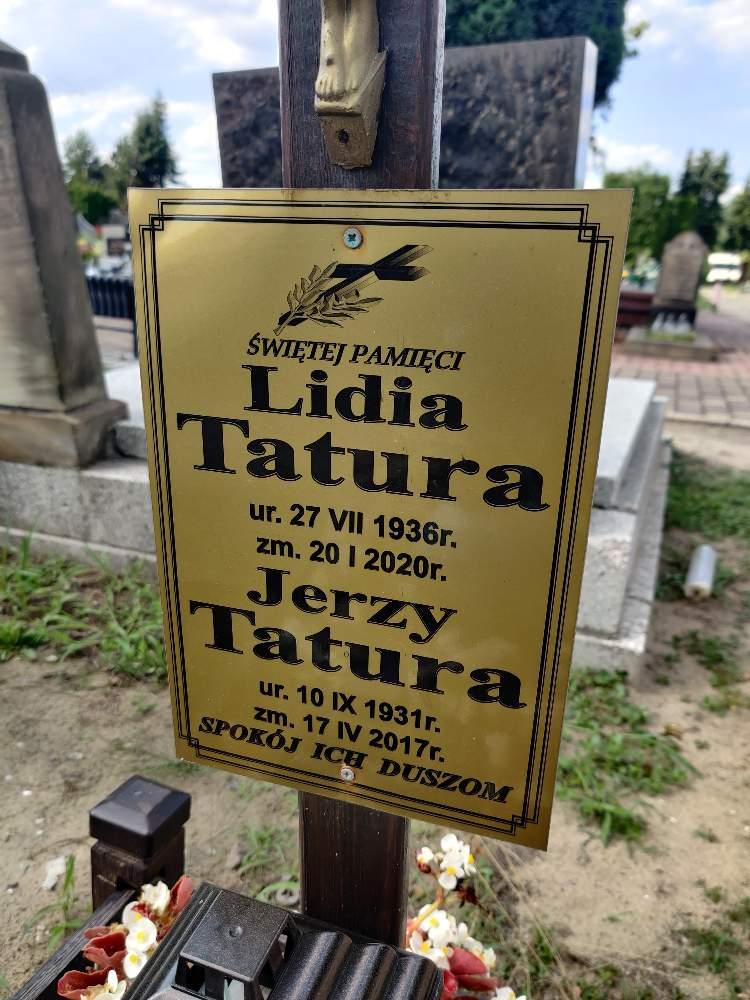 ŚWIĘTEJ PAMIĘCI
Lidia
Tatura
ur. 27 VII 1936r.
zm. 20 I 2020r.
Jerzy
Tatura
ur. 10 IX 1931r.
zm. 17 IV 2017r.
SPOKÓJ ICH DUSZOM